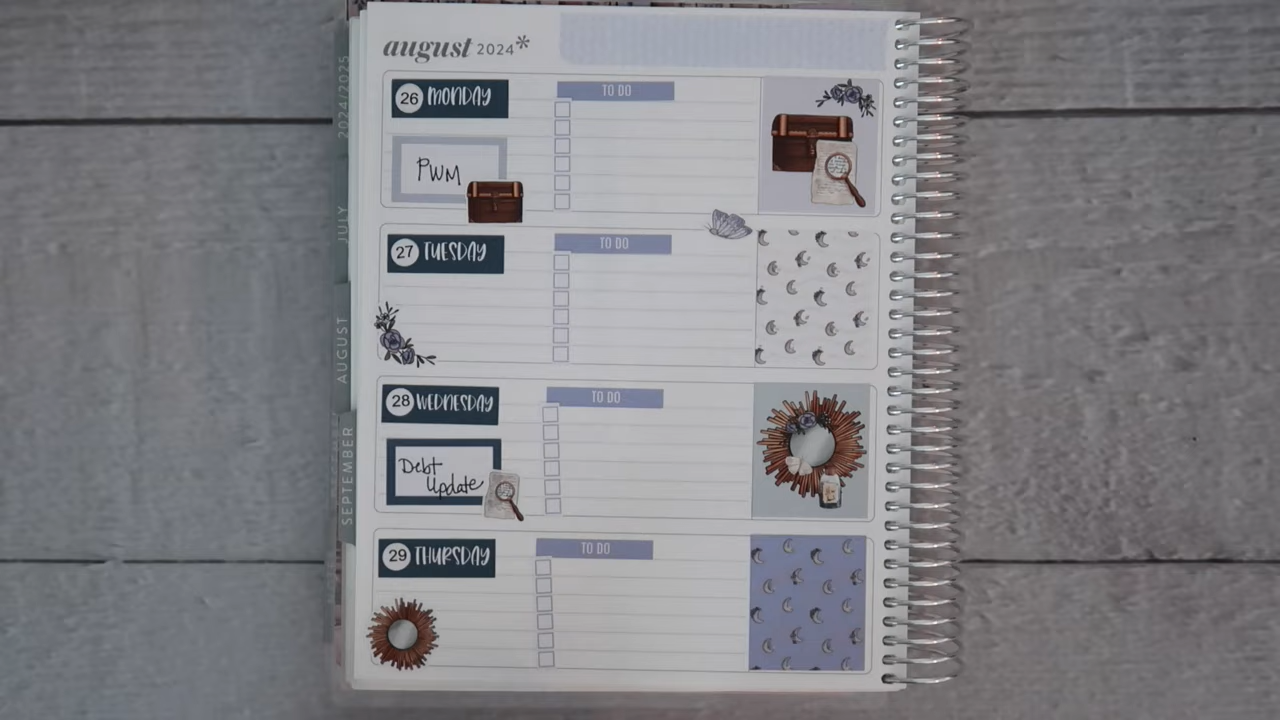 august 2024*
26 MONDAY
TO DO
PWM
27 TUESDAY
TO DO
28 WEDNESDAY
TO DO
Debt
Update
29 THURSDAY
TO DO
2024/2025
JULY
AUGUST
SEPTEMBER